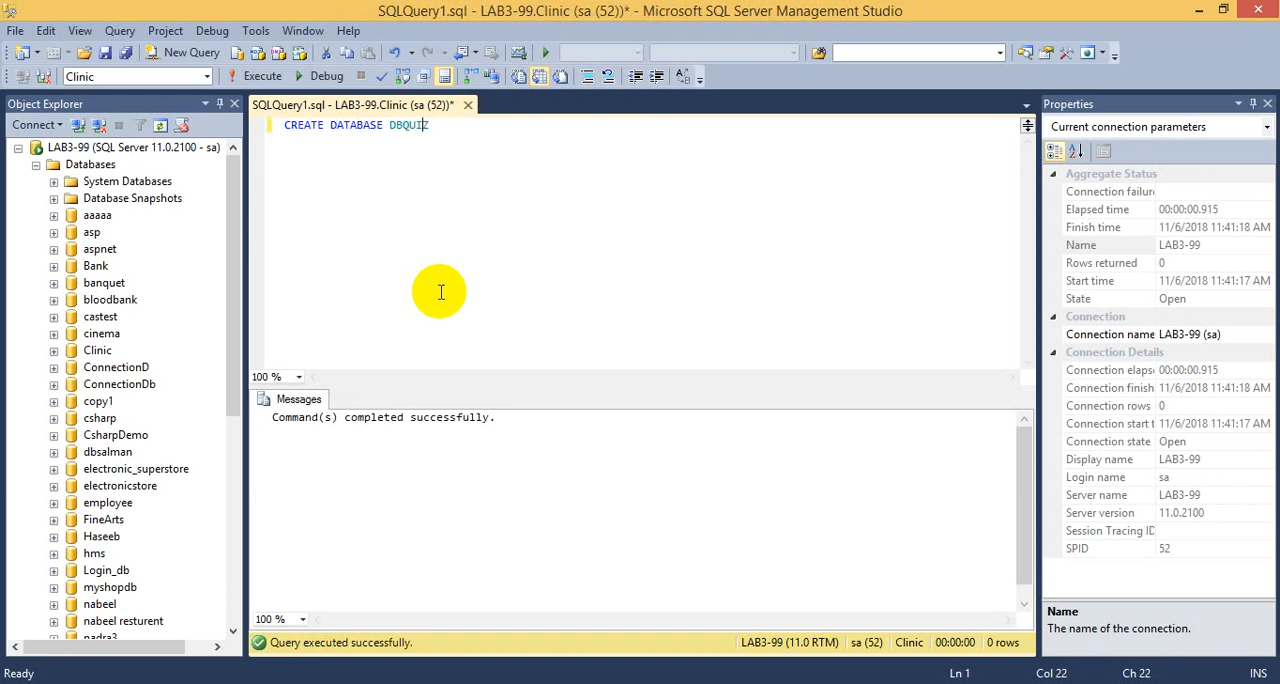 QLQuery1.sql - LAB3-99.Clinic (sa (52))* - Microsoft SQL Server Management Studio
File Edit View Query Project Debug Tools Window Help
New Query
Clinic Execute Debug
Object Explorer
Connect
LAB3-99 (SQL Server 11.0.2100 - sa)
Databases
System Databases
Database Snapshots
aaaaa
asp
aspnet
Bank
banquet
bloodbank
castest
cinema
Clinic
ConnectionD
ConnectionDb
copy1
csharp
CsharpDemo
dbsalman
electronic_superstore
electronicstore
employee
FineArts
Haseeb
hms
Login_db
myshopdb
nabeel
nabeel resturent
nadra3
SQLQuery1.sql - LAB3-99.Clinic (sa (52))*
CREATE DATABASE DBQUIZ
100 %
Messages
Command(s) completed successfully.
100 %
Query executed successfully. LAB3-99 (11.0 RTM) sa (52) Clinic 00:00:00 0 rows
Properties
Current connection parameters
Aggregate Status
Connection failure
Elapsed time 00:00:00.915
Finish time 11/6/2018 11:41:18 AM
Name LAB3-99
Rows returned 0
Start time 11/6/2018 11:41:17 AM
State Open
Connection
Connection name LAB3-99 (sa)
Connection Details
Connection elaps 00:00:00.915
Connection finish 11/6/2018 11:41:18 AM
Connection rows 0
Connection start t 11/6/2018 11:41:17 AM
Connection state Open
Display name LAB3-99
Login name sa
Server name LAB3-99
Server version 11.0.2100
Session Tracing ID
SPID 52
Name
The name of the connection.
Ready Ln 1 Col 22 Ch 22 INS